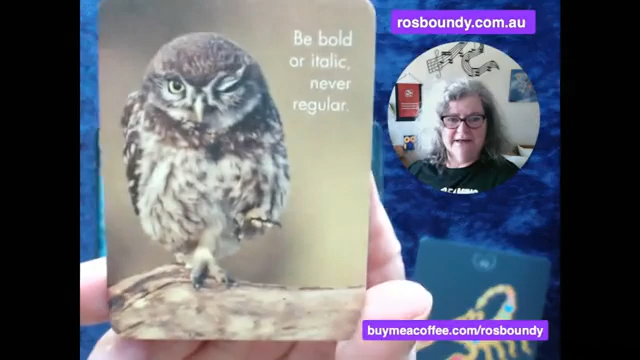 rosboundy.com.au
Be bold
or italic,
never
regular.
buymeacoffee.com/rosboundy